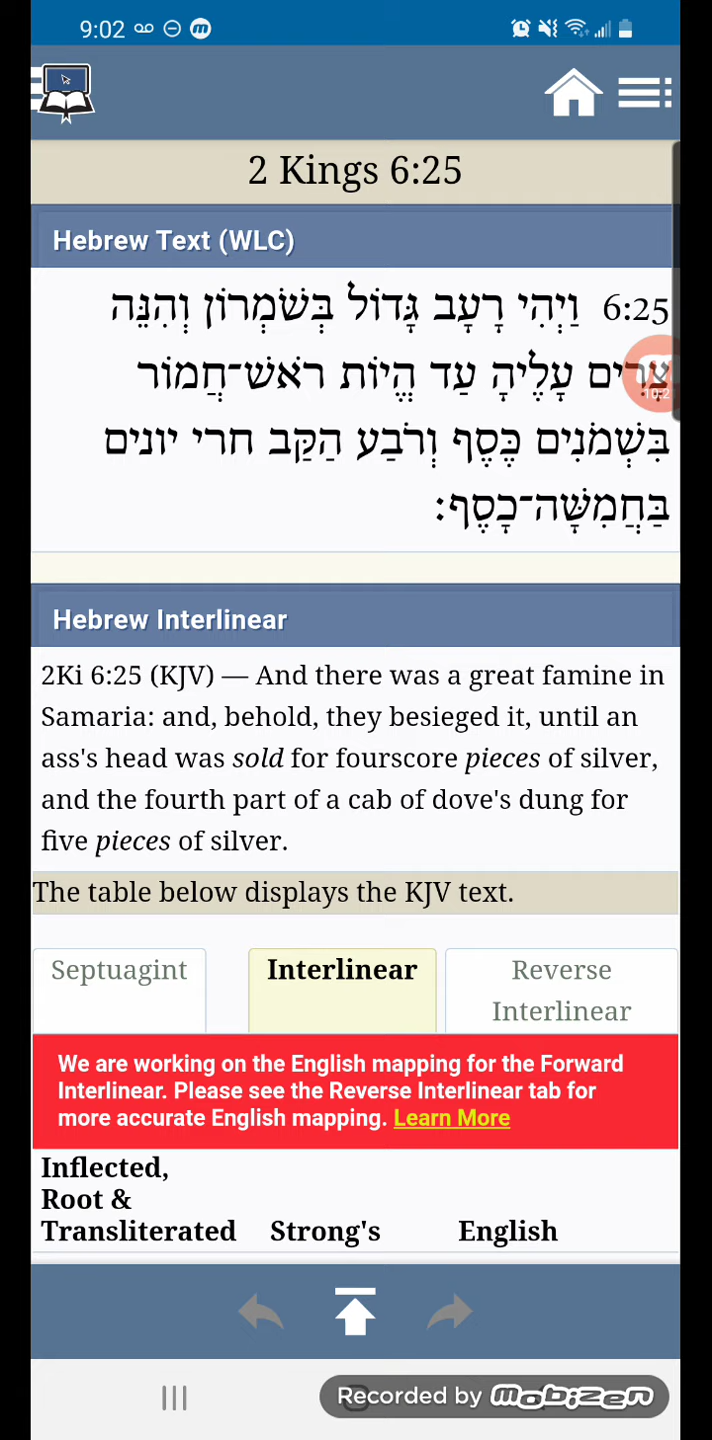 9:02
2 Kings 6:25
Hebrew Text (WLC)
6:25 וַיְהִי רָעָב גָּדוֹל בְּשֹׁמְרוֹן וְהִנֵּה
צָרִים עָלֶיהָ עַד הֱיוֹת רֹאשׁ־חֲמוֹר
בִּשְׁמֹנִים כֶּסֶף וְרֹבַע הַקַּב חרי יונים
בַּחֲמִשָּׁה־כָסֶף׃
Hebrew Interlinear
2Ki 6:25 (KJV) — And there was a great famine in
Samaria: and, behold, they besieged it, until an
ass's head was sold for fourscore pieces of silver,
and the fourth part of a cab of dove's dung for
five pieces of silver.
The table below displays the KJV text.
Septuagint
Interlinear
Reverse
Interlinear
We are working on the English mapping for the Forward
Interlinear. Please see the Reverse Interlinear tab for
more accurate English mapping. Learn More
Inflected,
Root &
Transliterated Strong's English
Recorded by mobizen